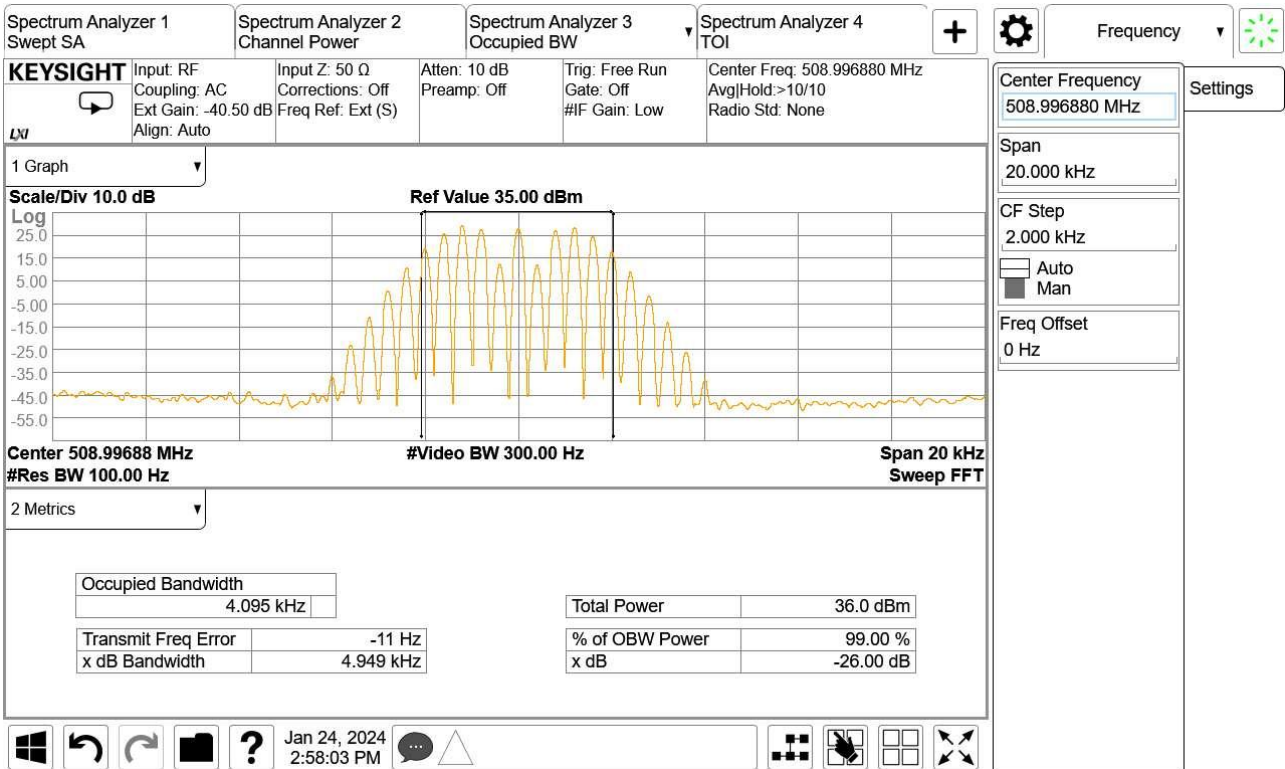 Spectrum Analyzer 1
Swept SA
Spectrum Analyzer 2
Channel Power
Spectrum Analyzer 3
Occupied BW
Spectrum Analyzer 4
TOI
+
Frequency
KEYSIGHT
LXI
Input: RF
Coupling: AC
Ext Gain: -40.50 dB
Align: Auto
Input Z: 50 Ω
Corrections: Off
Freq Ref: Ext (S)
Atten: 10 dB
Preamp: Off
Trig: Free Run
Gate: Off
#IF Gain: Low
Center Freq: 508.996880 MHz
Avg|Hold:>10/10
Radio Std: None
Center Frequency
508.996880 MHz
Settings
Span
20.000 kHz
CF Step
2.000 kHz
Auto
Man
Freq Offset
0 Hz
1 Graph
Scale/Div 10.0 dB
Ref Value 35.00 dBm
Log
25.0
15.0
5.00
-5.00
-15.0
-25.0
-35.0
-45.0
-55.0
Center 508.99688 MHz
#Video BW 300.00 Hz
Span 20 kHz
#Res BW 100.00 Hz
Sweep FFT
2 Metrics
Occupied Bandwidth
4.095 kHz
Total Power 36.0 dBm
Transmit Freq Error -11 Hz
% of OBW Power 99.00 %
x dB Bandwidth 4.949 kHz
x dB -26.00 dB
?
Jan 24, 2024
2:58:03 PM